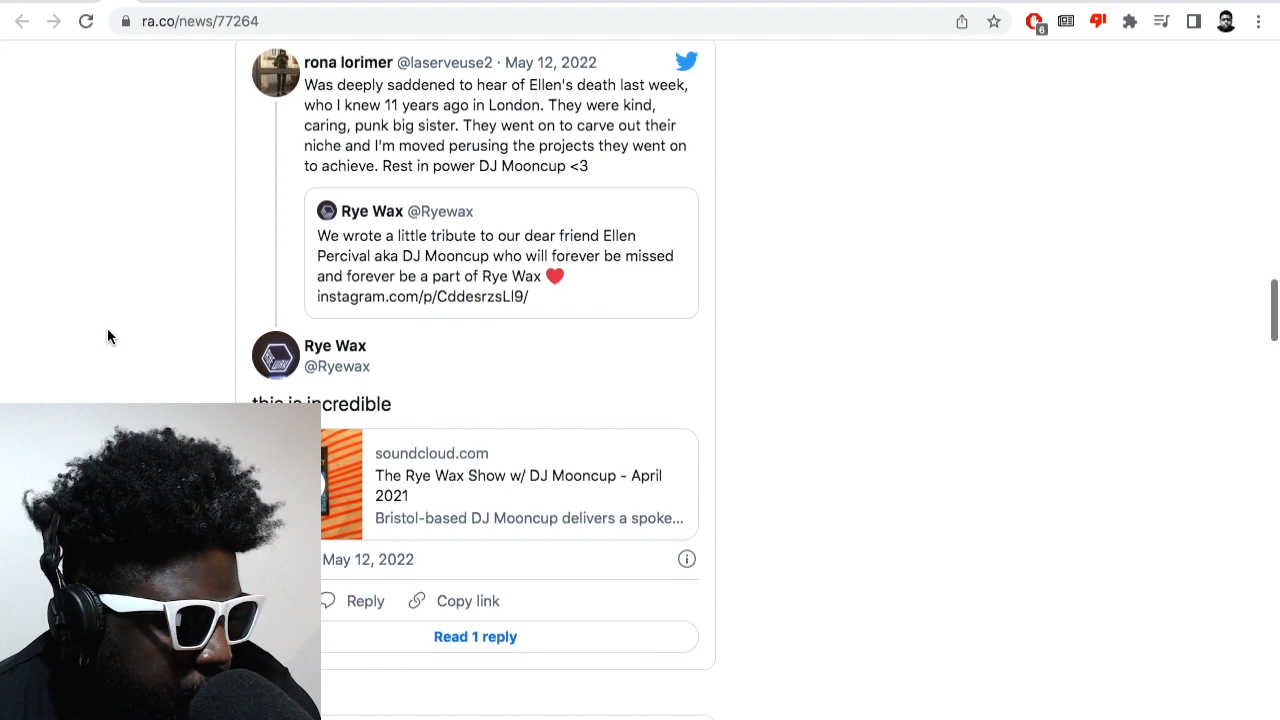 ra.co/news/77264
6
rona lorimer @laserveuse2 · May 12, 2022
Was deeply saddened to hear of Ellen's death last week,
who I knew 11 years ago in London. They were kind,
caring, punk big sister. They went on to carve out their
niche and I'm moved perusing the projects they went on
to achieve. Rest in power DJ Mooncup <3
Rye Wax @Ryewax
We wrote a little tribute to our dear friend Ellen
Percival aka DJ Mooncup who will forever be missed
and forever be a part of Rye Wax ❤️
instagram.com/p/CddesrzsLl9/
RYE WAX
Rye Wax
@Ryewax
this is incredible
soundcloud.com
The Rye Wax Show w/ DJ Mooncup - April
2021
Bristol-based DJ Mooncup delivers a spoke...
May 12, 2022
Reply
Copy link
Read 1 reply